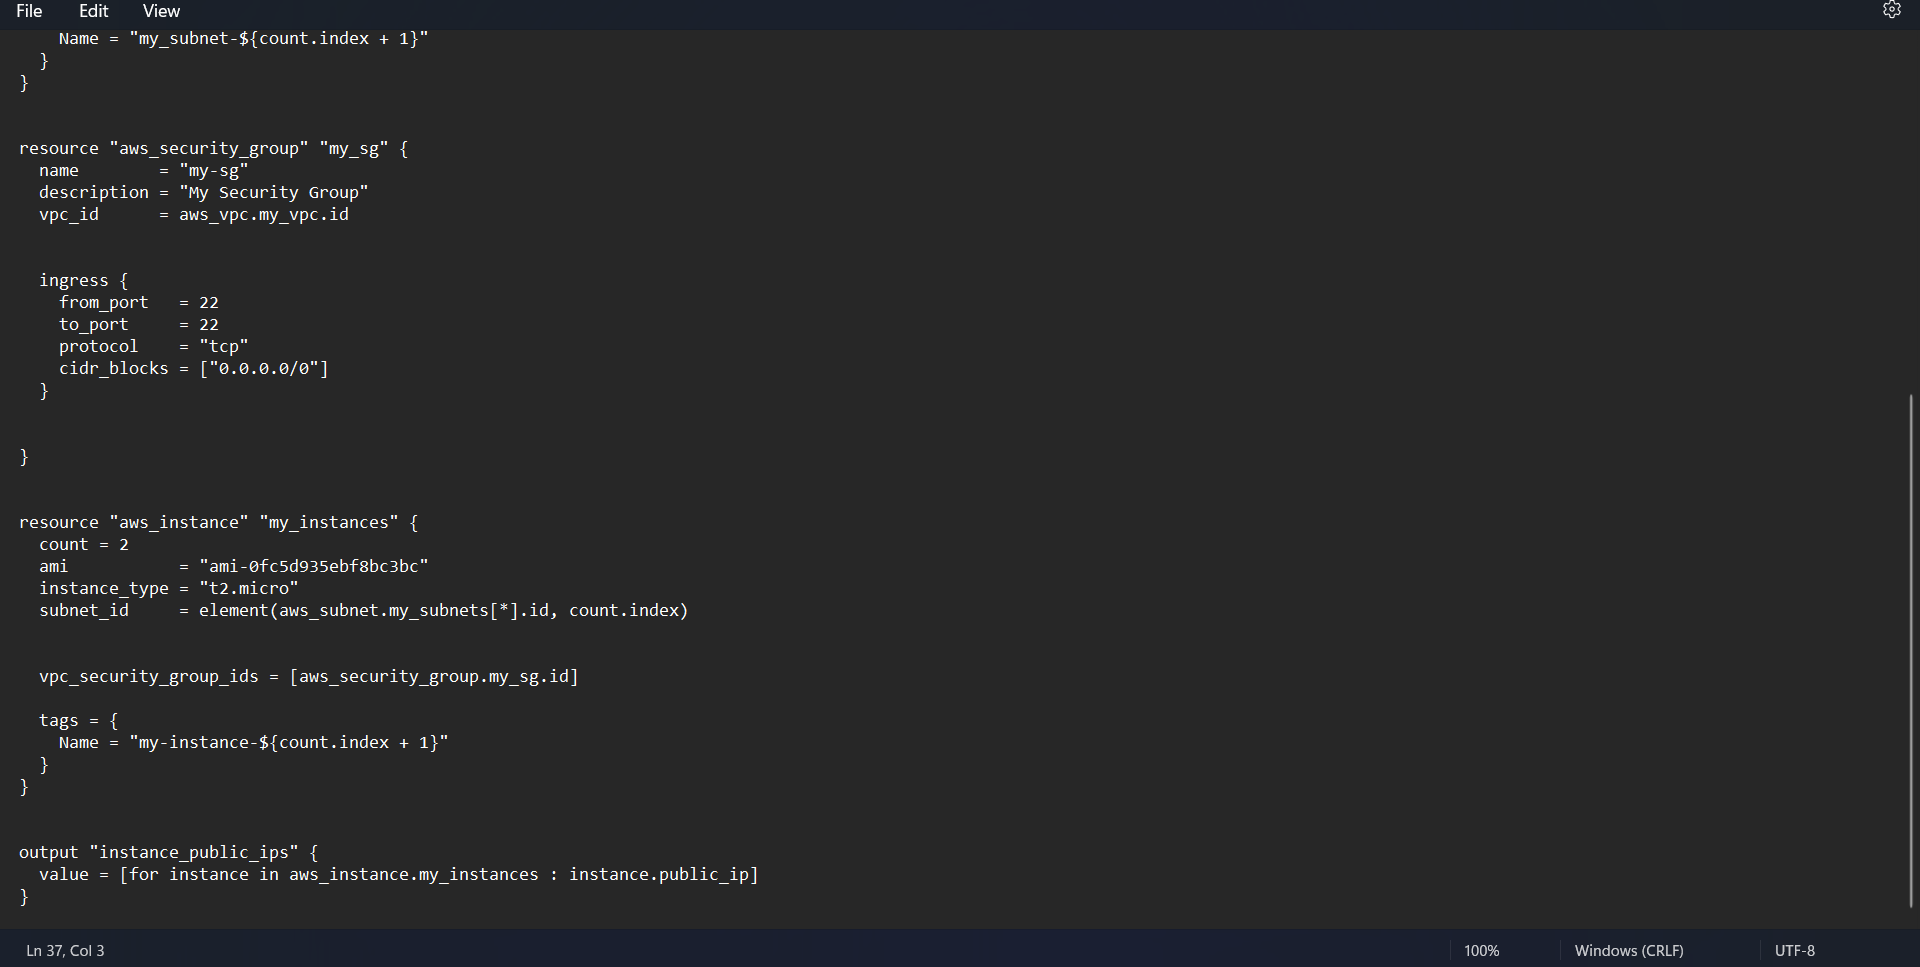 File Edit View
Name = "my_subnet-${count.index + 1}"
}
}
resource "aws_security_group" "my_sg" {
name = "my-sg"
description = "My Security Group"
vpc_id = aws_vpc.my_vpc.id
ingress {
from_port = 22
to_port = 22
protocol = "tcp"
cidr_blocks = ["0.0.0.0/0"]
}
}
resource "aws_instance" "my_instances" {
count = 2
ami = "ami-0fc5d935ebf8bc3bc"
instance_type = "t2.micro"
subnet_id = element(aws_subnet.my_subnets[*].id, count.index)
vpc_security_group_ids = [aws_security_group.my_sg.id]
tags = {
Name = "my-instance-${count.index + 1}"
}
}
output "instance_public_ips" {
value = [for instance in aws_instance.my_instances : instance.public_ip]
}
Ln 37, Col 3 100% Windows (CRLF) UTF-8